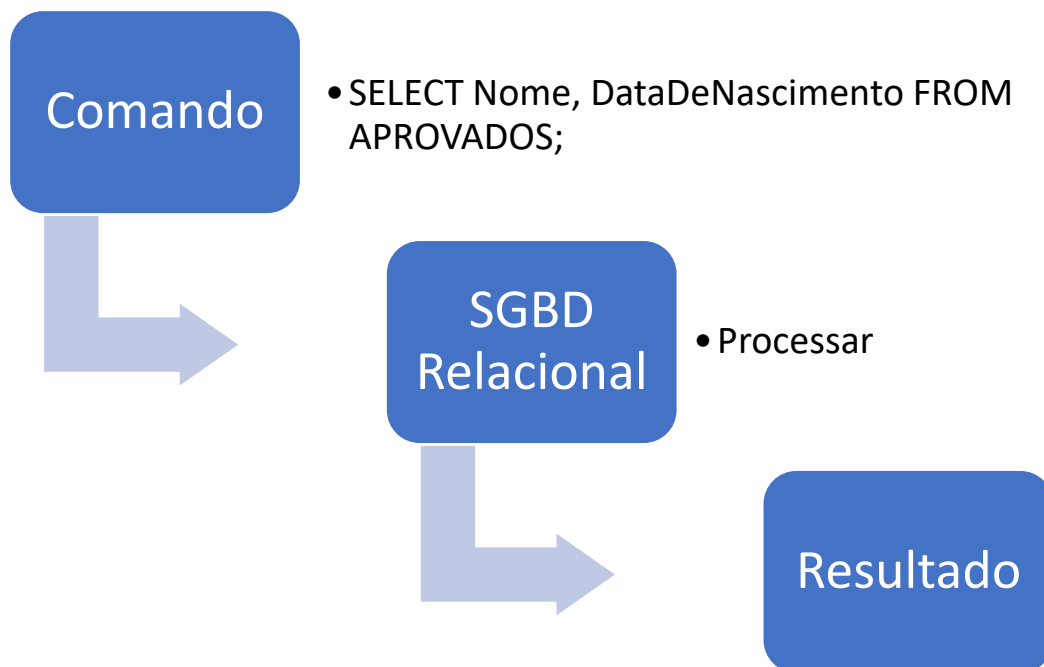 Comando
• SELECT Nome, DataDeNascimento FROM
APROVADOS;
SGBD
Relacional
• Processar
Resultado